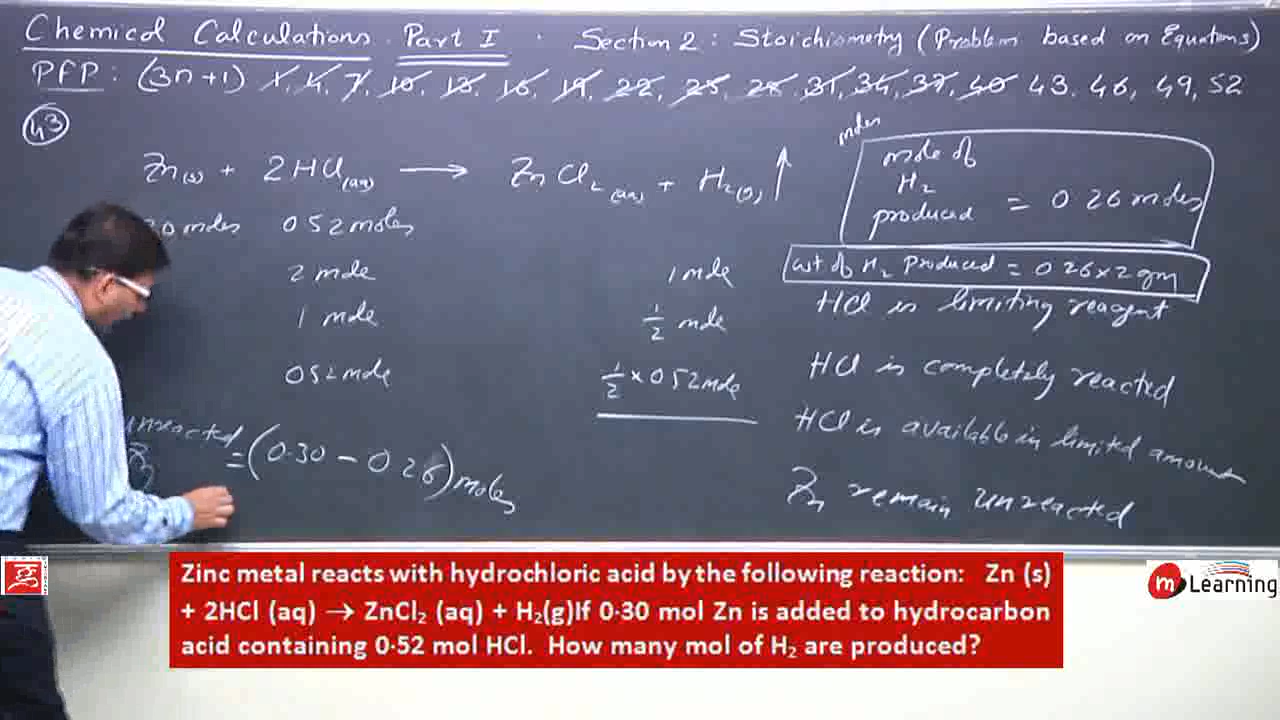 Chemical Calculations Part I . Section 2 : Stoichiometry (Problem based on Equations)
PFP : (3n+1) 1, 4, 7, 10, 13, 16, 19, 22, 25, 28, 31, 34, 37, 40 43, 46, 49, 52
43
Zn(s) + 2HCl(aq) → ZnCl₂(aq) + H₂(g) ↑
moles
mole of
H₂
produced = 0.26 moles
30 moles 0.52 moles
wt of H₂ Produced = 0.26 × 2 gm
2 mole 1 mole
HCl is limiting reagent
1 mole 1/2 mole
0.52 mole 1/2 × 0.52 mole
HCl is completely reacted
HCl is available in limited amount
unreacted
Zn = (0.30 – 0.26) moles
Zn remain unreacted
Zinc metal reacts with hydrochloric acid by the following reaction: Zn (s)
+ 2HCl (aq) → ZnCl₂ (aq) + H₂(g)If 0·30 mol Zn is added to hydrocarbon
acid containing 0·52 mol HCl. How many mol of H₂ are produced?
m Learning